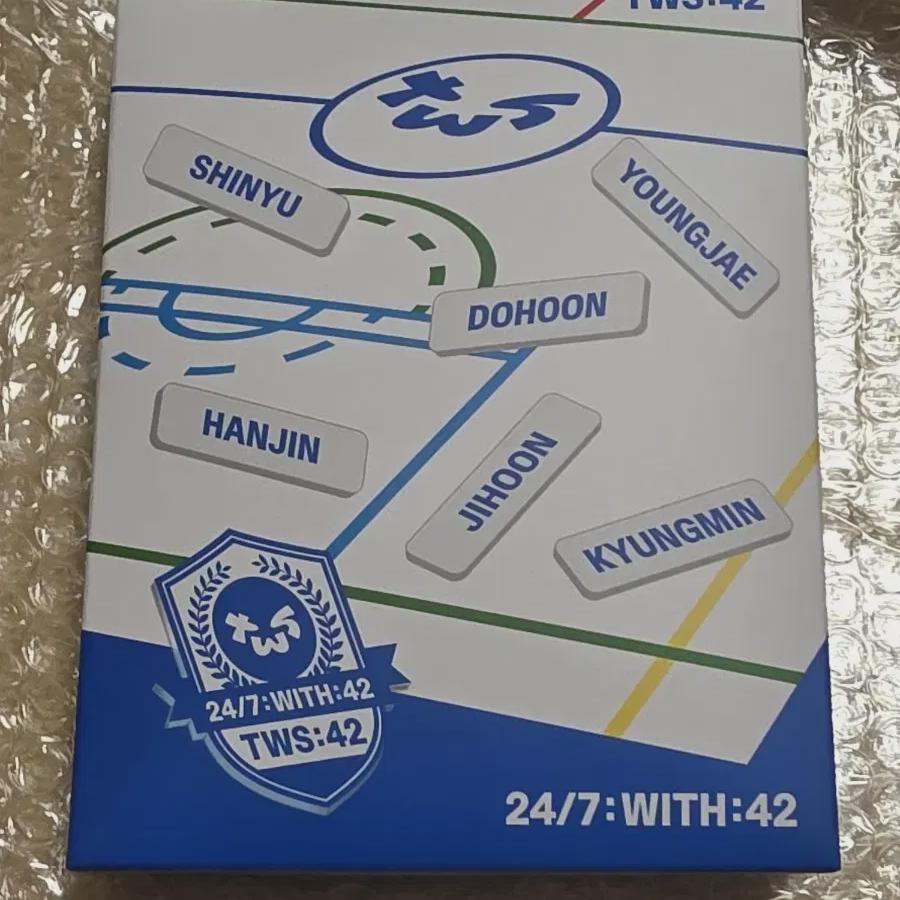 TWS:42
tws
SHINYU
YOUNGJAE
DOHOON
HANJIN
JIHOON
KYUNGMIN
tws
24/7:WITH:42
TWS:42
24/7:WITH:42